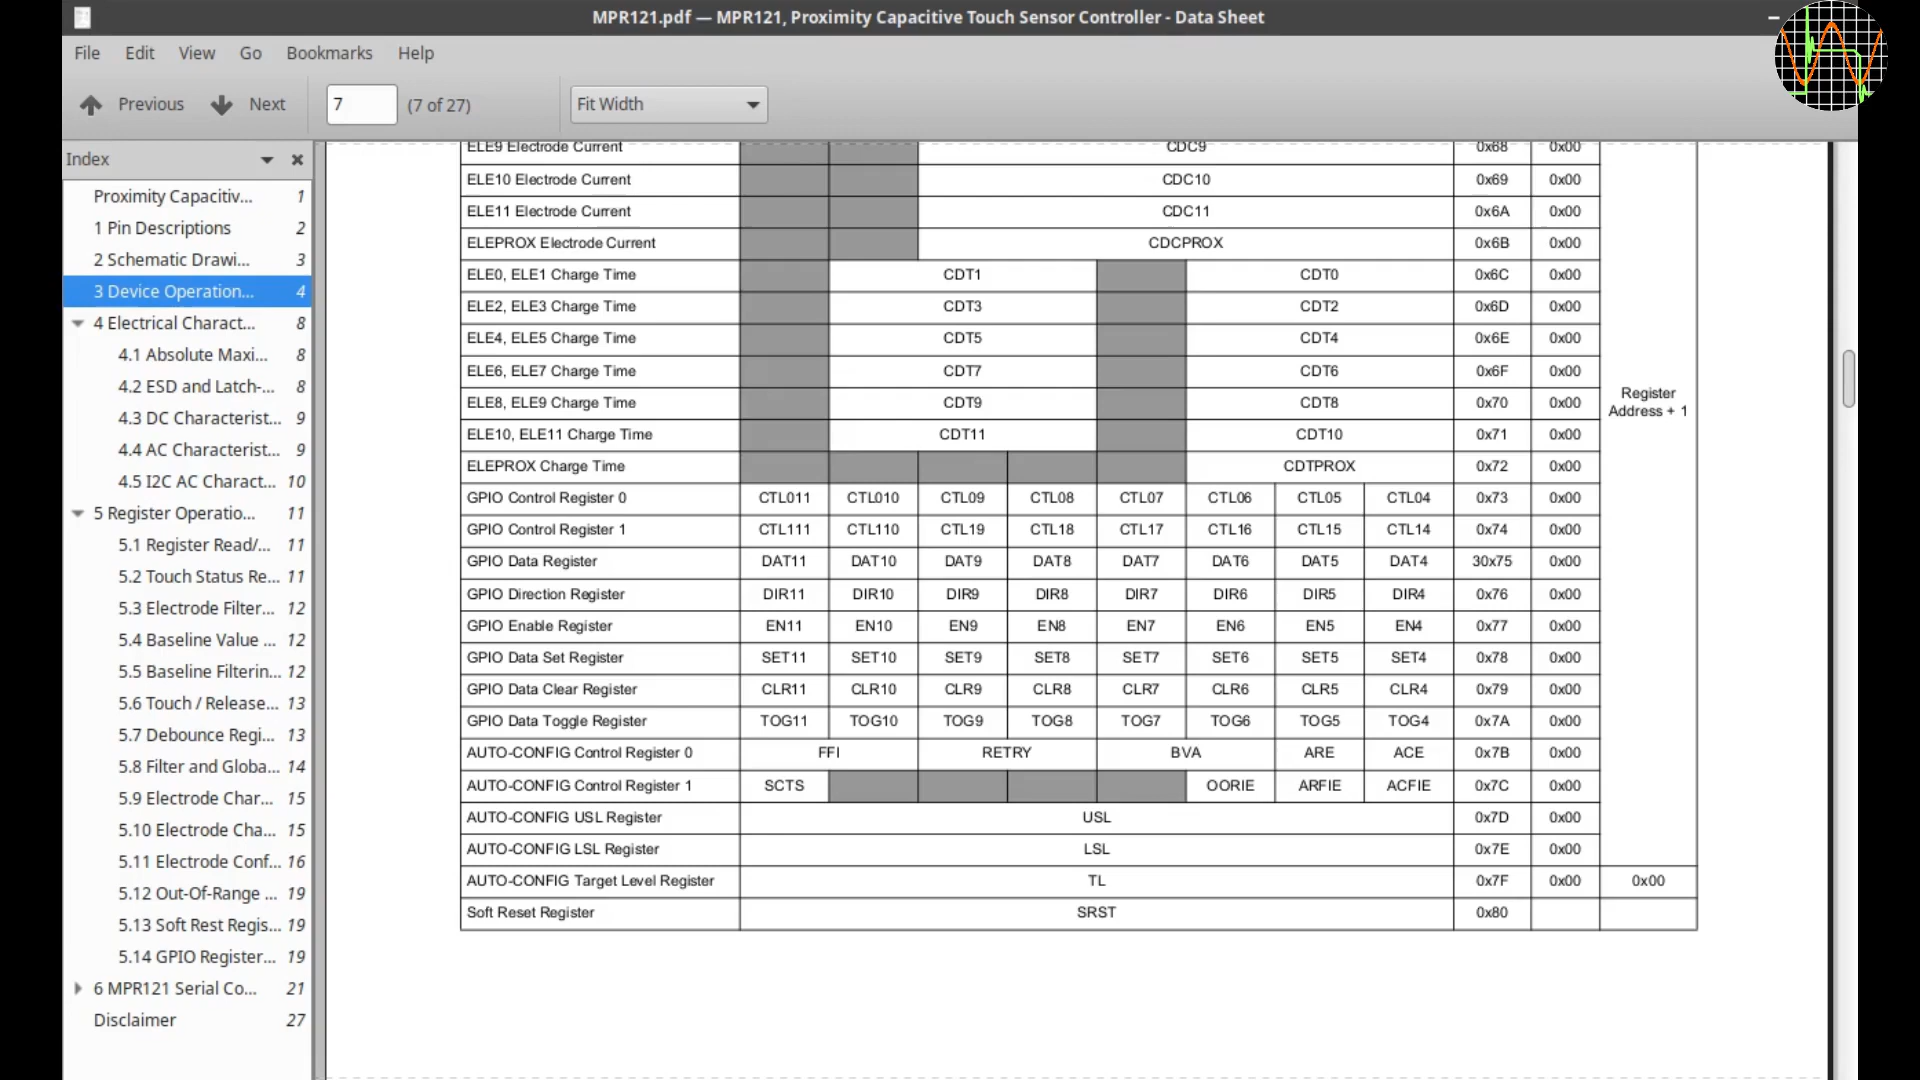 MPR121.pdf — MPR121, Proximity Capacitive Touch Sensor Controller - Data Sheet
File Edit View Go Bookmarks Help
Previous Next 7 (7 of 27) Fit Width
Index
Proximity Capacitiv... 1
1 Pin Descriptions 2
2 Schematic Drawi... 3
3 Device Operation... 4
4 Electrical Charact... 8
4.1 Absolute Maxi... 8
4.2 ESD and Latch-... 8
4.3 DC Characterist... 9
4.4 AC Characterist... 9
4.5 I2C AC Charact... 10
5 Register Operatio... 11
5.1 Register Read/... 11
5.2 Touch Status Re... 11
5.3 Electrode Filter... 12
5.4 Baseline Value ... 12
5.5 Baseline Filterin... 12
5.6 Touch / Release... 13
5.7 Debounce Regi... 13
5.8 Filter and Globa... 14
5.9 Electrode Char... 15
5.10 Electrode Cha... 15
5.11 Electrode Conf... 16
5.12 Out-Of-Range ... 19
5.13 Soft Rest Regis... 19
5.14 GPIO Register... 19
6 MPR121 Serial Co... 21
Disclaimer 27
ELE9 Electrode Current CDC9 0x68 0x00
ELE10 Electrode Current CDC10 0x69 0x00
ELE11 Electrode Current CDC11 0x6A 0x00
ELEPROX Electrode Current CDCPROX 0x6B 0x00
ELE0, ELE1 Charge Time CDT1 CDT0 0x6C 0x00
ELE2, ELE3 Charge Time CDT3 CDT2 0x6D 0x00
ELE4, ELE5 Charge Time CDT5 CDT4 0x6E 0x00
ELE6, ELE7 Charge Time CDT7 CDT6 0x6F 0x00
Register
Address + 1
ELE8, ELE9 Charge Time CDT9 CDT8 0x70 0x00
ELE10, ELE11 Charge Time CDT11 CDT10 0x71 0x00
ELEPROX Charge Time CDTPROX 0x72 0x00
GPIO Control Register 0 CTL011 CTL010 CTL09 CTL08 CTL07 CTL06 CTL05 CTL04 0x73 0x00
GPIO Control Register 1 CTL111 CTL110 CTL19 CTL18 CTL17 CTL16 CTL15 CTL14 0x74 0x00
GPIO Data Register DAT11 DAT10 DAT9 DAT8 DAT7 DAT6 DAT5 DAT4 30x75 0x00
GPIO Direction Register DIR11 DIR10 DIR9 DIR8 DIR7 DIR6 DIR5 DIR4 0x76 0x00
GPIO Enable Register EN11 EN10 EN9 EN8 EN7 EN6 EN5 EN4 0x77 0x00
GPIO Data Set Register SET11 SET10 SET9 SET8 SET7 SET6 SET5 SET4 0x78 0x00
GPIO Data Clear Register CLR11 CLR10 CLR9 CLR8 CLR7 CLR6 CLR5 CLR4 0x79 0x00
GPIO Data Toggle Register TOG11 TOG10 TOG9 TOG8 TOG7 TOG6 TOG5 TOG4 0x7A 0x00
AUTO-CONFIG Control Register 0 FFI RETRY BVA ARE ACE 0x7B 0x00
AUTO-CONFIG Control Register 1 SCTS OORIE ARFIE ACFIE 0x7C 0x00
AUTO-CONFIG USL Register USL 0x7D 0x00
AUTO-CONFIG LSL Register LSL 0x7E 0x00
AUTO-CONFIG Target Level Register TL 0x7F 0x00 0x00
Soft Reset Register SRST 0x80